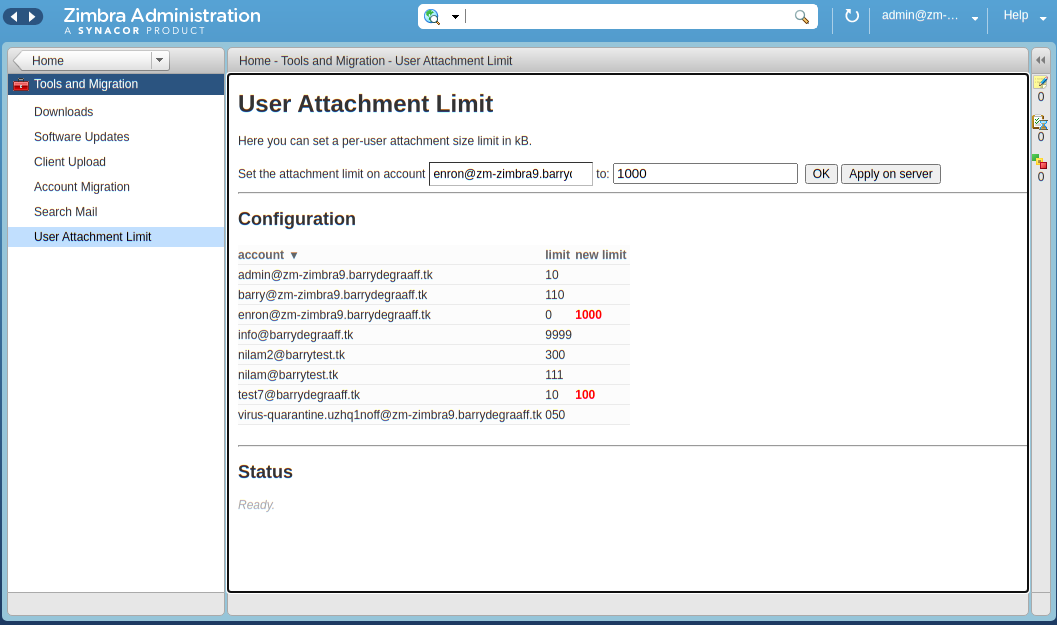 Zimbra Administration
A SYNACOR PRODUCT
admin@zm-...
Help
Home
Home - Tools and Migration - User Attachment Limit
Tools and Migration
Downloads
Software Updates
Client Upload
Account Migration
Search Mail
User Attachment Limit
User Attachment Limit
Here you can set a per-user attachment size limit in kB.
Set the attachment limit on account enron@zm-zimbra9.barryd to: 1000 OK Apply on server
Configuration
account ▼ limit new limit
admin@zm-zimbra9.barrydegraaff.tk 10
barry@zm-zimbra9.barrydegraaff.tk 110
enron@zm-zimbra9.barrydegraaff.tk 0 1000
info@barrydegraaff.tk 9999
nilam2@barrytest.tk 300
nilam@barrytest.tk 111
test7@barrydegraaff.tk 10 100
virus-quarantine.uzhq1noff@zm-zimbra9.barrydegraaff.tk 050
Status
Ready.
0
0
0